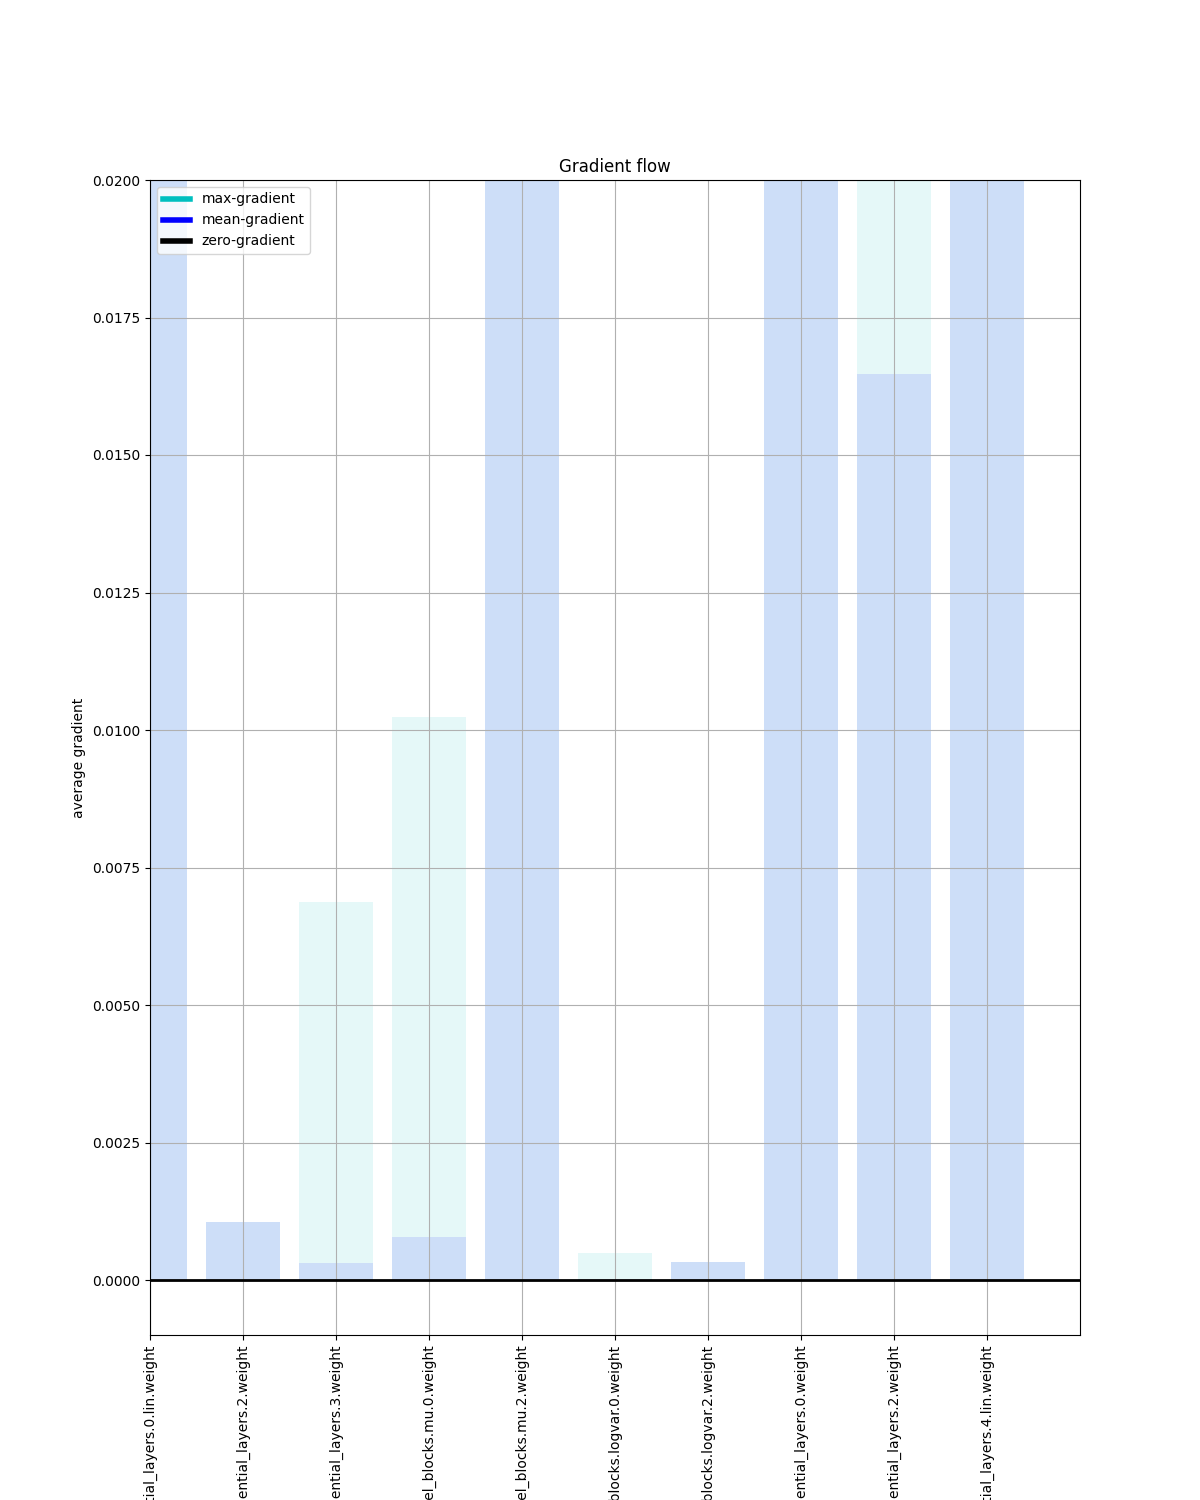 Gradient flow
max-gradient
mean-gradient
zero-gradient
0.0200
0.0175
0.0150
0.0125
0.0100
0.0075
0.0050
0.0025
0.0000
average gradient
tial_layers.0.lin.weight
ential_layers.2.weight
ential_layers.3.weight
el_blocks.mu.0.weight
el_blocks.mu.2.weight
blocks.logvar.0.weight
blocks.logvar.2.weight
ential_layers.0.weight
ential_layers.2.weight
tial_layers.4.lin.weight